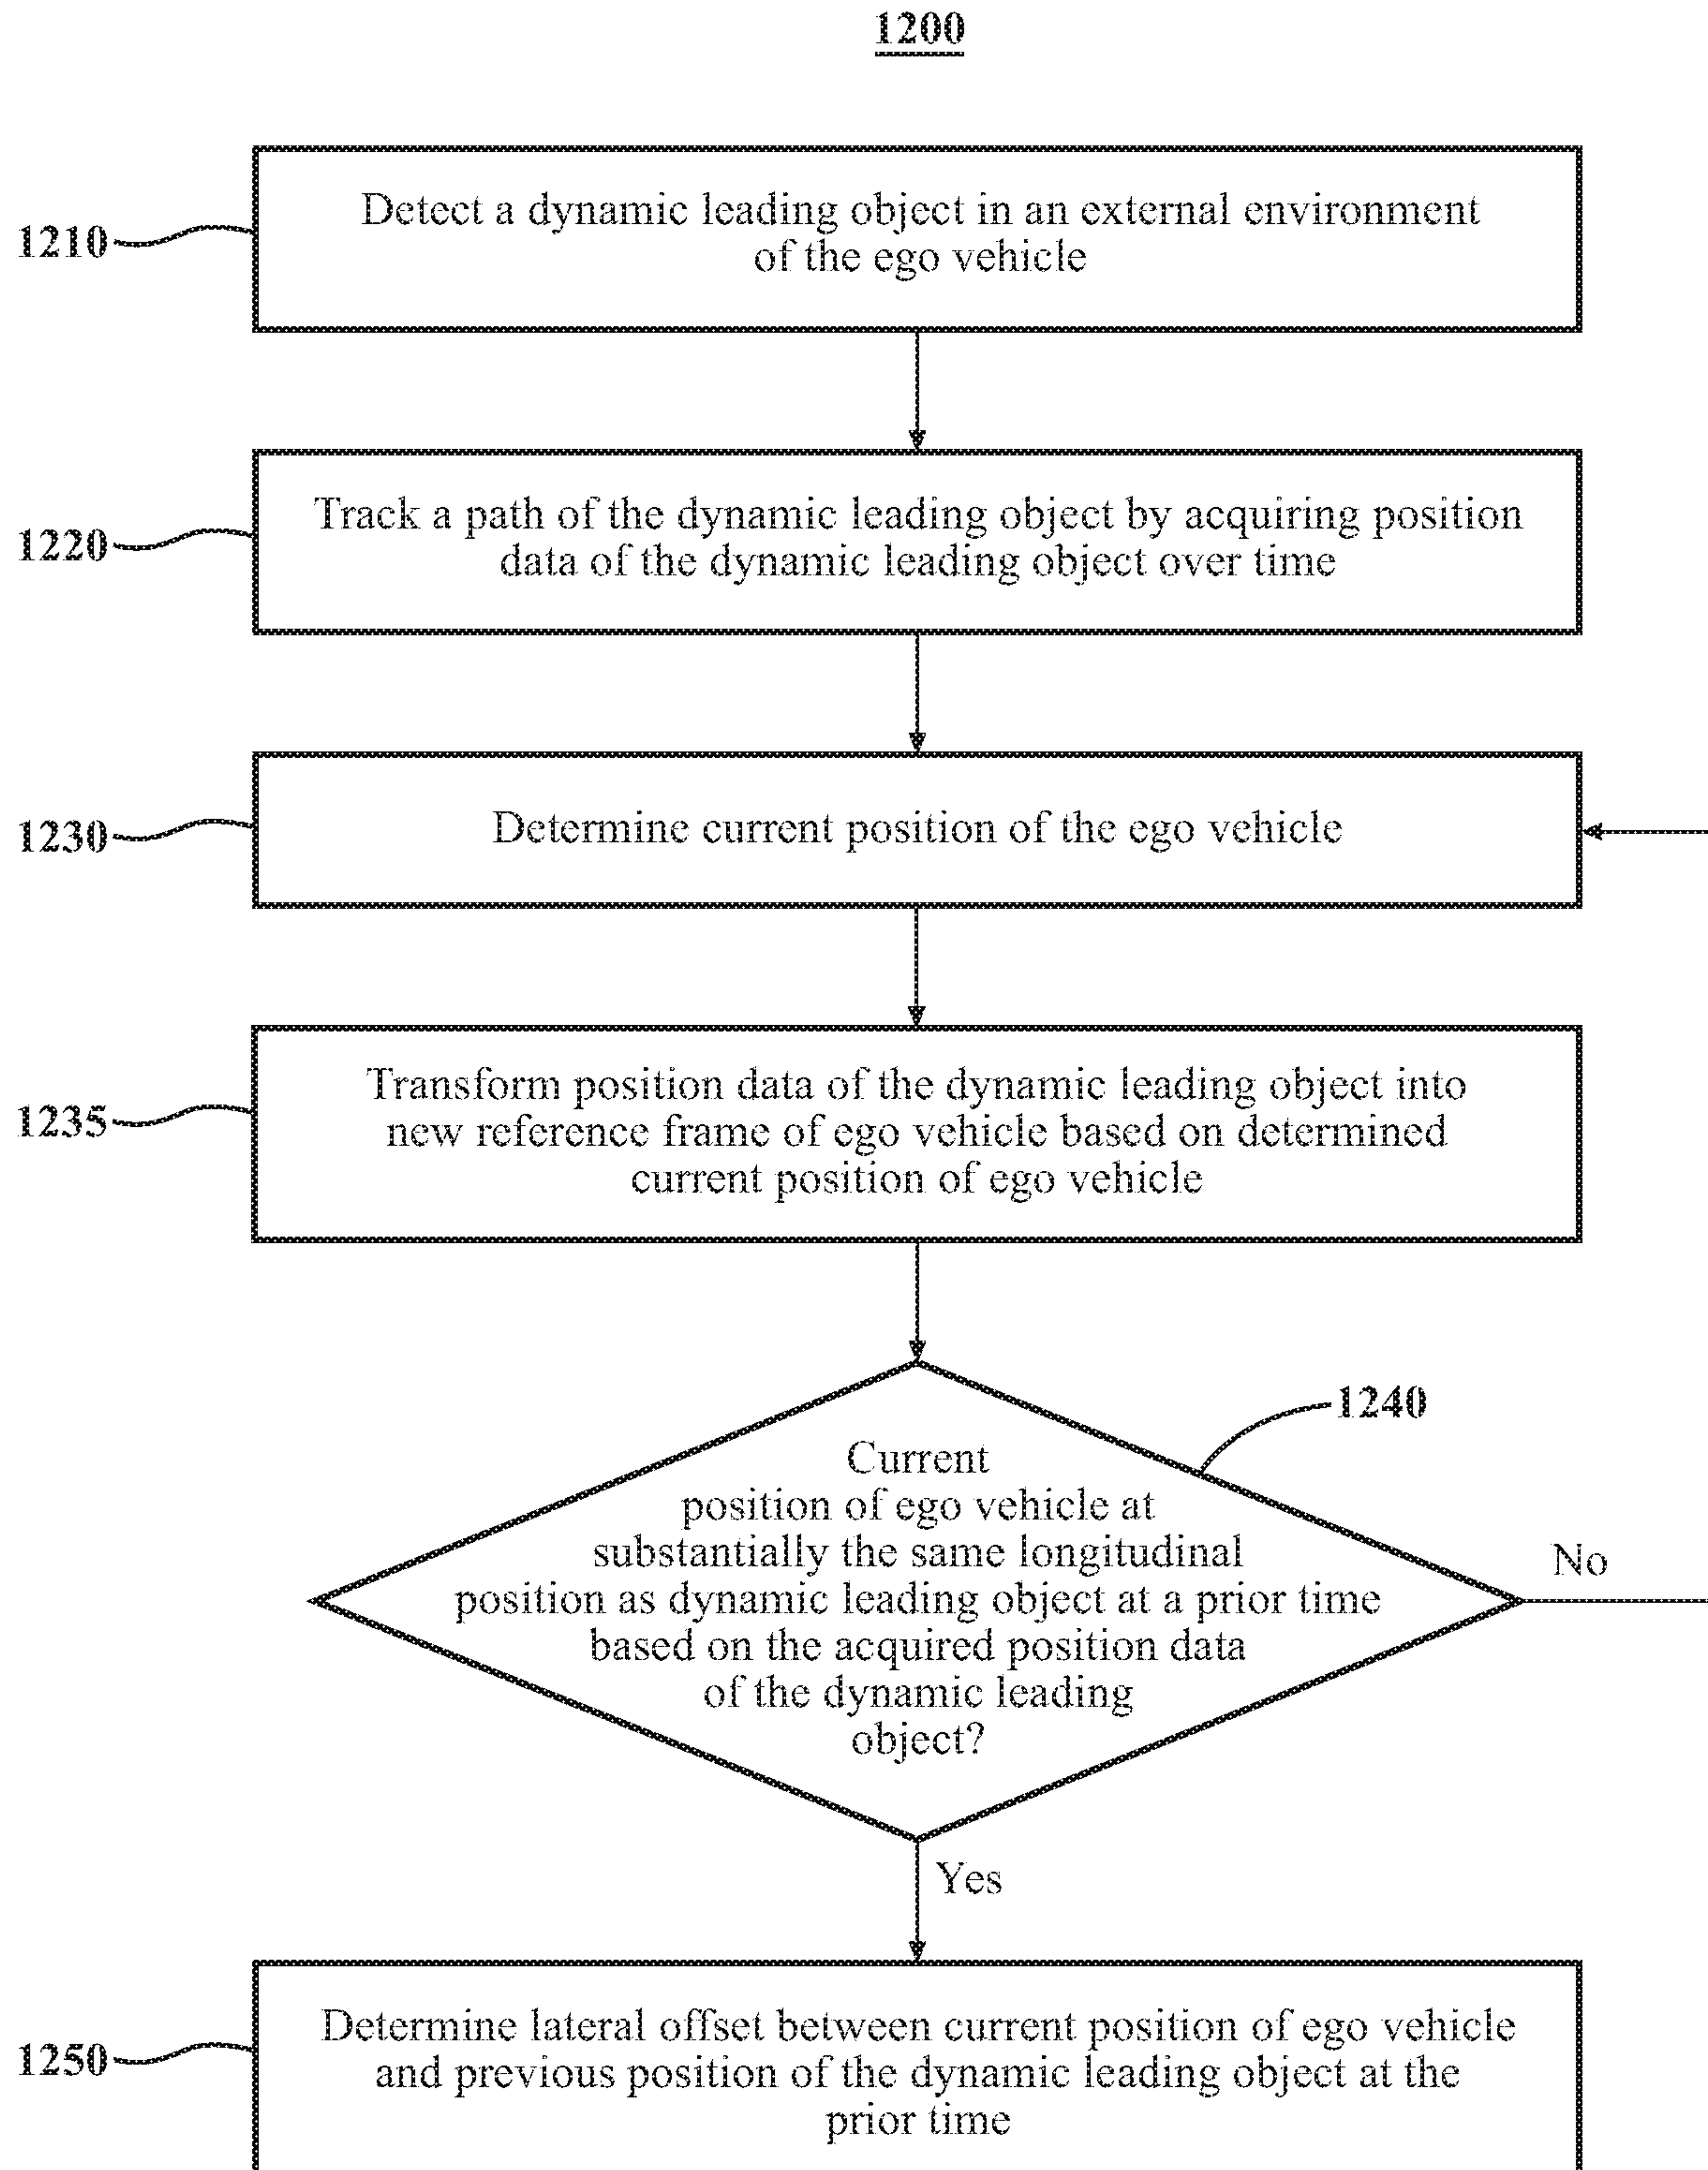 1200
Detect a dynamic leading object in an external environment
of the ego vehicle
1210
Track a path of the dynamic leading object by acquiring position
data of the dynamic leading object over time
1220
Determine current position of the ego vehicle
1230
Transform position data of the dynamic leading object into
new reference frame of ego vehicle based on determined
current position of ego vehicle
1235
1240
Current
position of ego vehicle at
substantially the same longitudinal
position as dynamic leading object at a prior time
based on the acquired position data
of the dynamic leading
object?
No
Yes
Determine lateral offset between current position of ego vehicle
and previous position of the dynamic leading object at the
prior time
1250